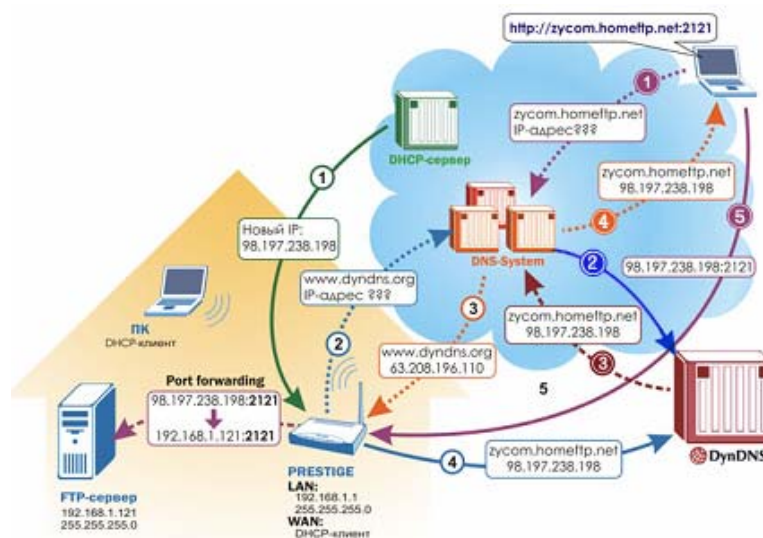 http://zycom.homeftp.net:2121
1
zycom.homeftp.net
IP-адрес???
DHCP-сервер
1
zycom.homeftp.net
98.197.238.198
4
5
Новый IP:
98.197.238.198
DNS-System
2
98.197.238.198:2121
www.dyndns.org
IP-адрес ???
3
zycom.homeftp.net
98.197.238.198
ПК
DHCP-клиент
2
www.dyndns.org
63.208.196.110
3
5
Port forwarding
98.197.238.198:2121
192.168.1.121:2121
zycom.homeftp.net
98.197.238.198
4
DynDNS
FTP-сервер
192.168.1.121
255.255.255.0
PRESTIGE
LAN:
192.168.1.1
255.255.255.0
WAN:
DHCP-клиент